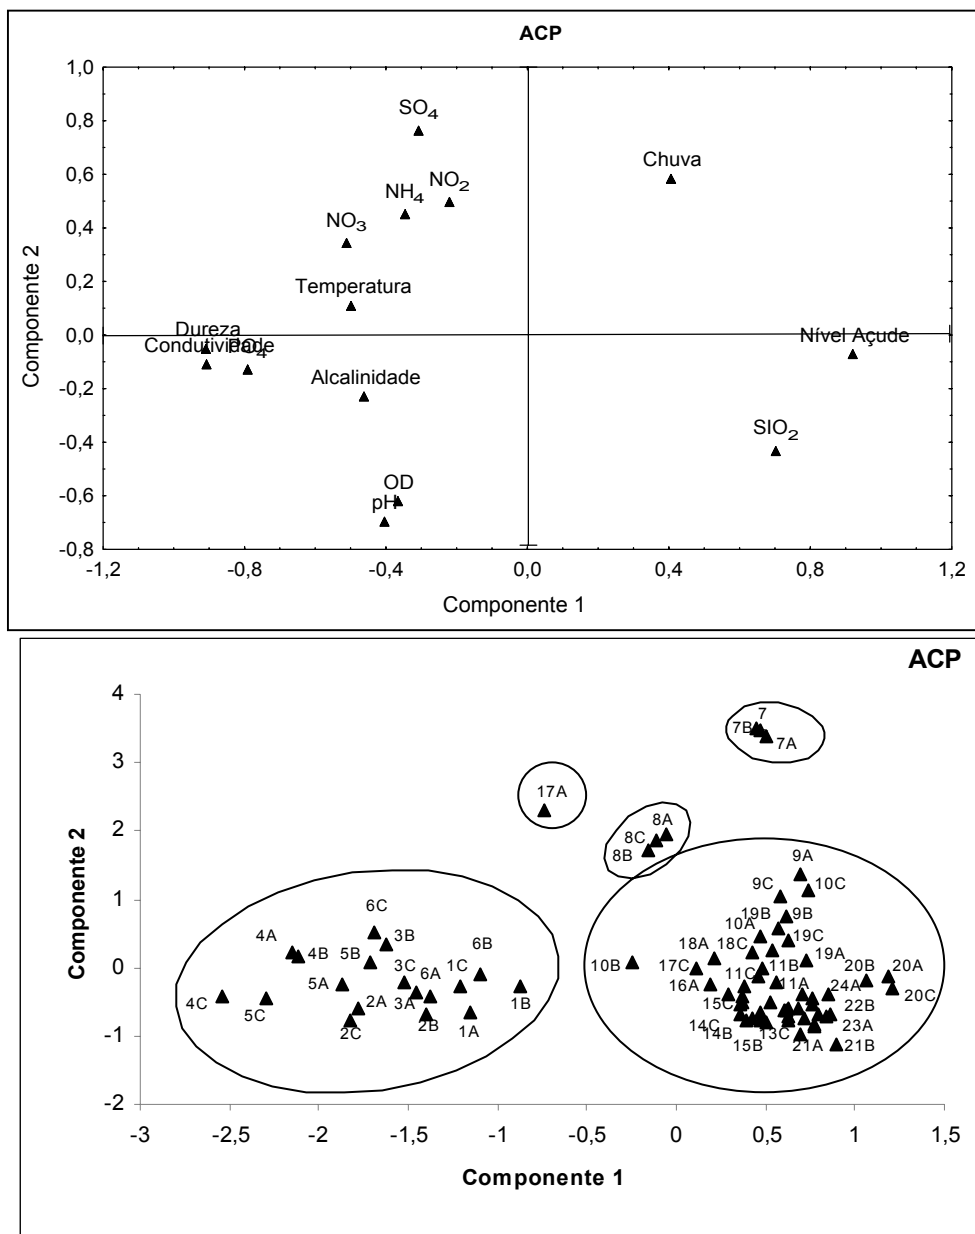 ACP
1,0
SO4
0,8
Chuva
0,6
NO2
NH4
0,4
NO3
Componente 2
0,2
Temperatura
Dureza
0,0
Condutividade
PO4
Nível Açude
-0,2
Alcalinidade
-0,4
SIO2
OD
-0,6
pH
-0,8
-1,2 -0,8 -0,4 0,0 0,4 0,8 1,2
Componente 1
ACP
4
7
7B
7A
3
17A
2
8A
8C
8B
9A
9C 10C
1
6C
19B 9B
4A 3B 10A
6B 19C
4B 5B 18A 18C
0
3C 1C 10B 17C 11B 19A 20B 20A
5A 6A 16A 11C 11A 24A 20C
4C 2A 3A 1B 15C 22B
5C
2C 2B 1A 14C 13C 23A
14B
-1
15B 21A 21B
-2
-3 -2,5 -2 -1,5 -1 -0,5 0 0,5 1 1,5
Componente 2
Componente 1